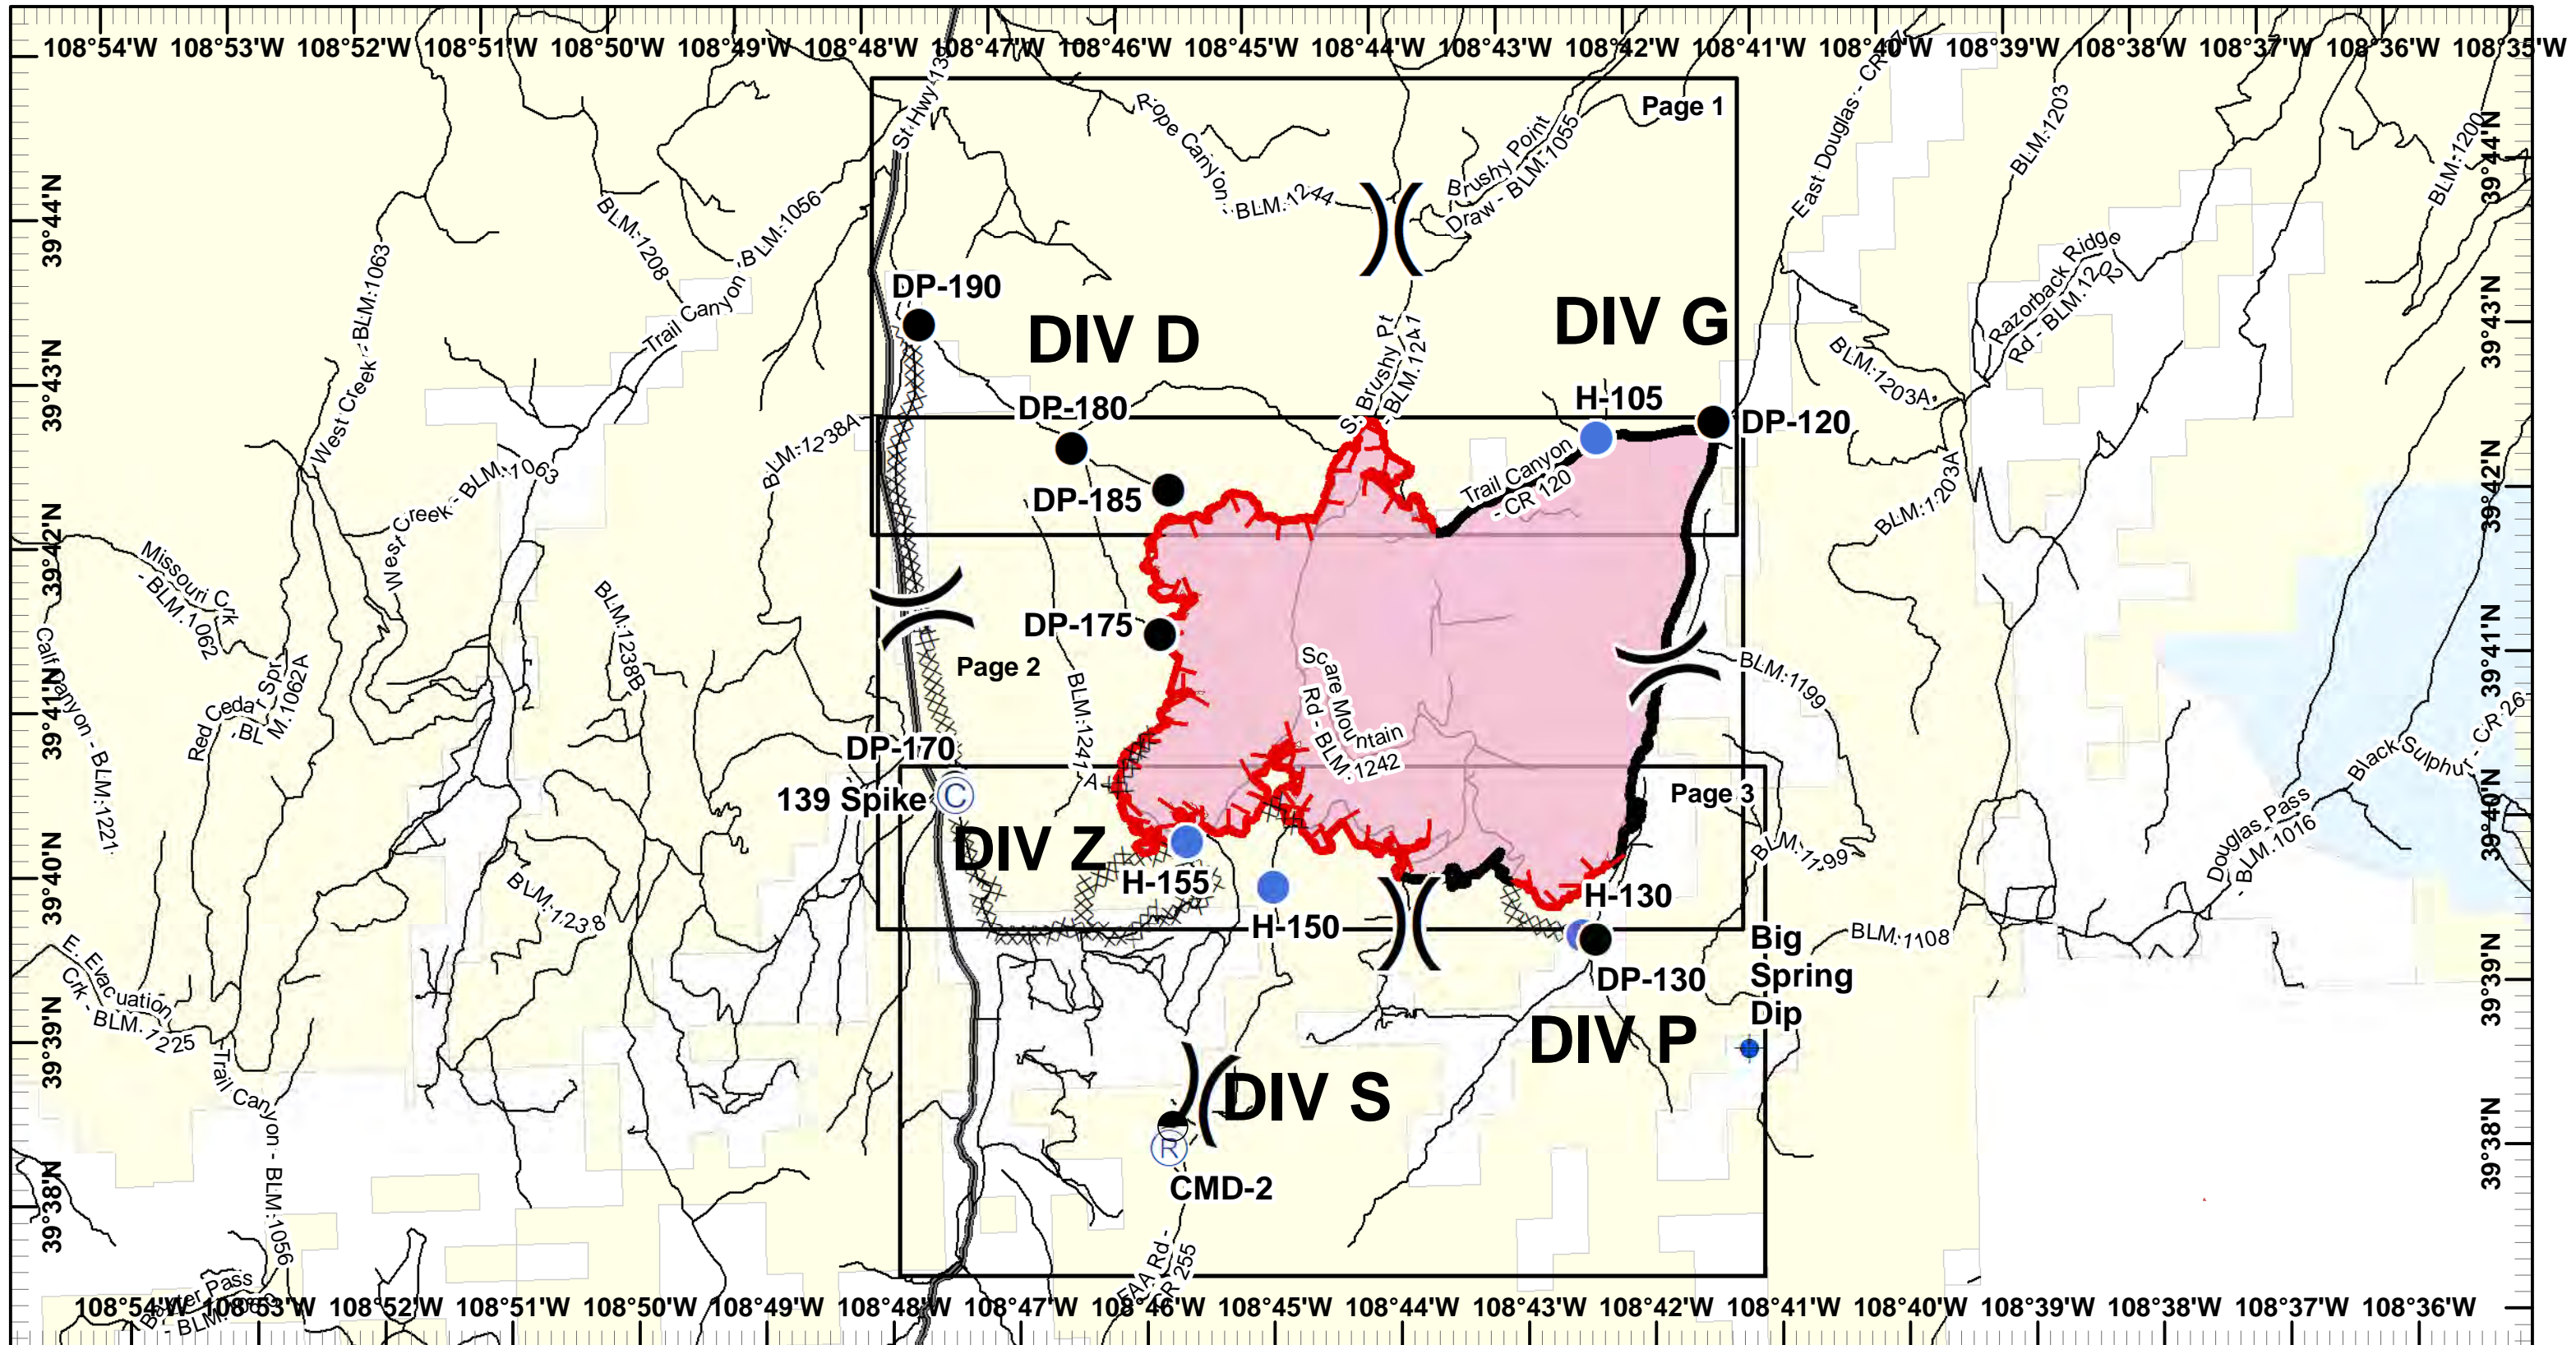 108°54'W 108°53'W 108°52'W 108°51'W 108°50'W 108°49'W 108°48'W 108°47'W 108°46'W 108°45'W 108°44'W 108°43'W 108°42'W 108°41'W 108°40'W 108°39'W 108°38'W 108°37'W 108°36'W 108°35'W
St Hwy 139
Rope Canyon
- BLM:1244
Brushy Point
Draw - BLM:1055
Page 1
East Douglas - CR 27
BLM:1203
BLM:1200
39°44'N
39°44'N
BLM:1208
Trail Canyon - BLM:1056
West Creek - BLM:1063
DP-190
DIV D
DIV G
S. Brushy Pt
- BLM:1241
Razorback Ridge
Rd - BLM:1202
39°43'N
39°43'N
BLM:1203A
DP-180
H-105
DP-120
BLM:1238A
West Creek - BLM:1063
West Creek
DP-185
Trail Canyon
- CR 120
BLM:1203A
39°42'N
39°42'N
Missouri Crk
- BLM:1062
BLM:1238B
DP-175
Page 2
Calf Canyon - BLM:1221
Red Cedar Spr
- BLM:1062A
BLM:1241A
Scare Mountain
Rd - BLM:1242
BLM:1199
39°41'N
39°41'N
DP-170
139 Spike
C
Page 3
Black Sulphur - CR 26
Douglas Pass
- BLM:1016
DIV Z
BLM:1199
39°40'N
39°40'N
BLM:1238
H-155
H-150
H-130
DP-130
BLM:1108
Big
Spring
Dip
E. Evacuation
Crk - BLM:1225
39°39'N
39°39'N
DIV P
DIV S
Trail Canyon - BLM:1056
R
CMD-2
39°38'N
39°38'N
FAA Rd -
CR 255
Baxter Pass
108°54'W 108°53'W 108°52'W 108°51'W 108°50'W 108°49'W 108°48'W 108°47'W 108°46'W 108°45'W 108°44'W 108°43'W 108°42'W 108°41'W 108°40'W 108°39'W 108°38'W 108°37'W 108°36'W